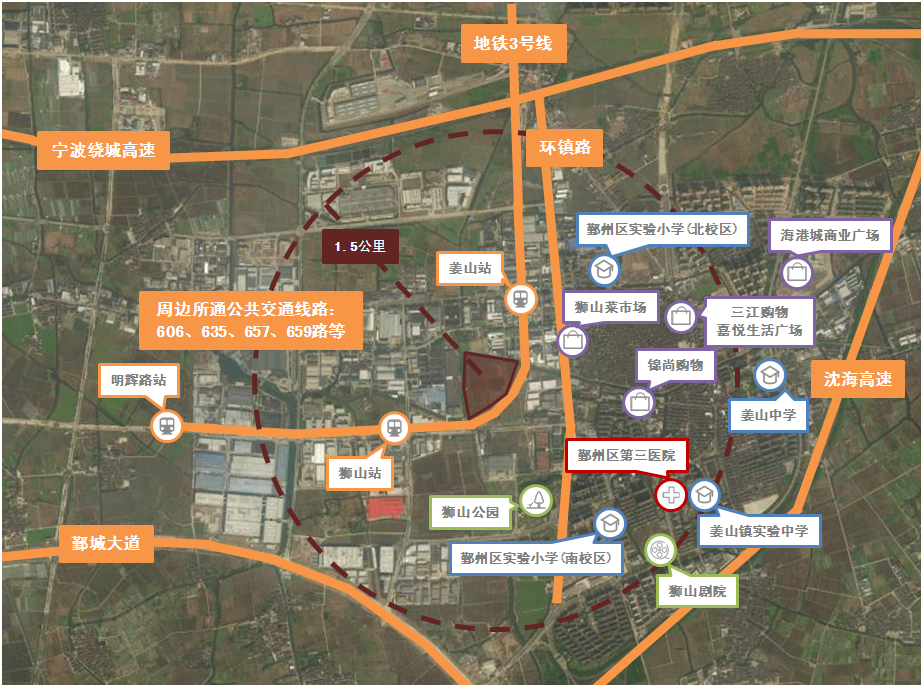 地铁3号线
宁波绕城高速
环镇路
鄞州区实验小学(北校区)
海港城商业广场
1.5公里
姜山站
周边所通公共交通线路：
606、635、657、659路等
狮山菜市场
三江购物
嘉悦生活广场
锦尚购物
明辉路站
沈海高速
姜山中学
鄞州区第三医院
狮山站
狮山公园
姜山镇实验中学
鄞城大道
鄞州区实验小学(南校区)
狮山剧院